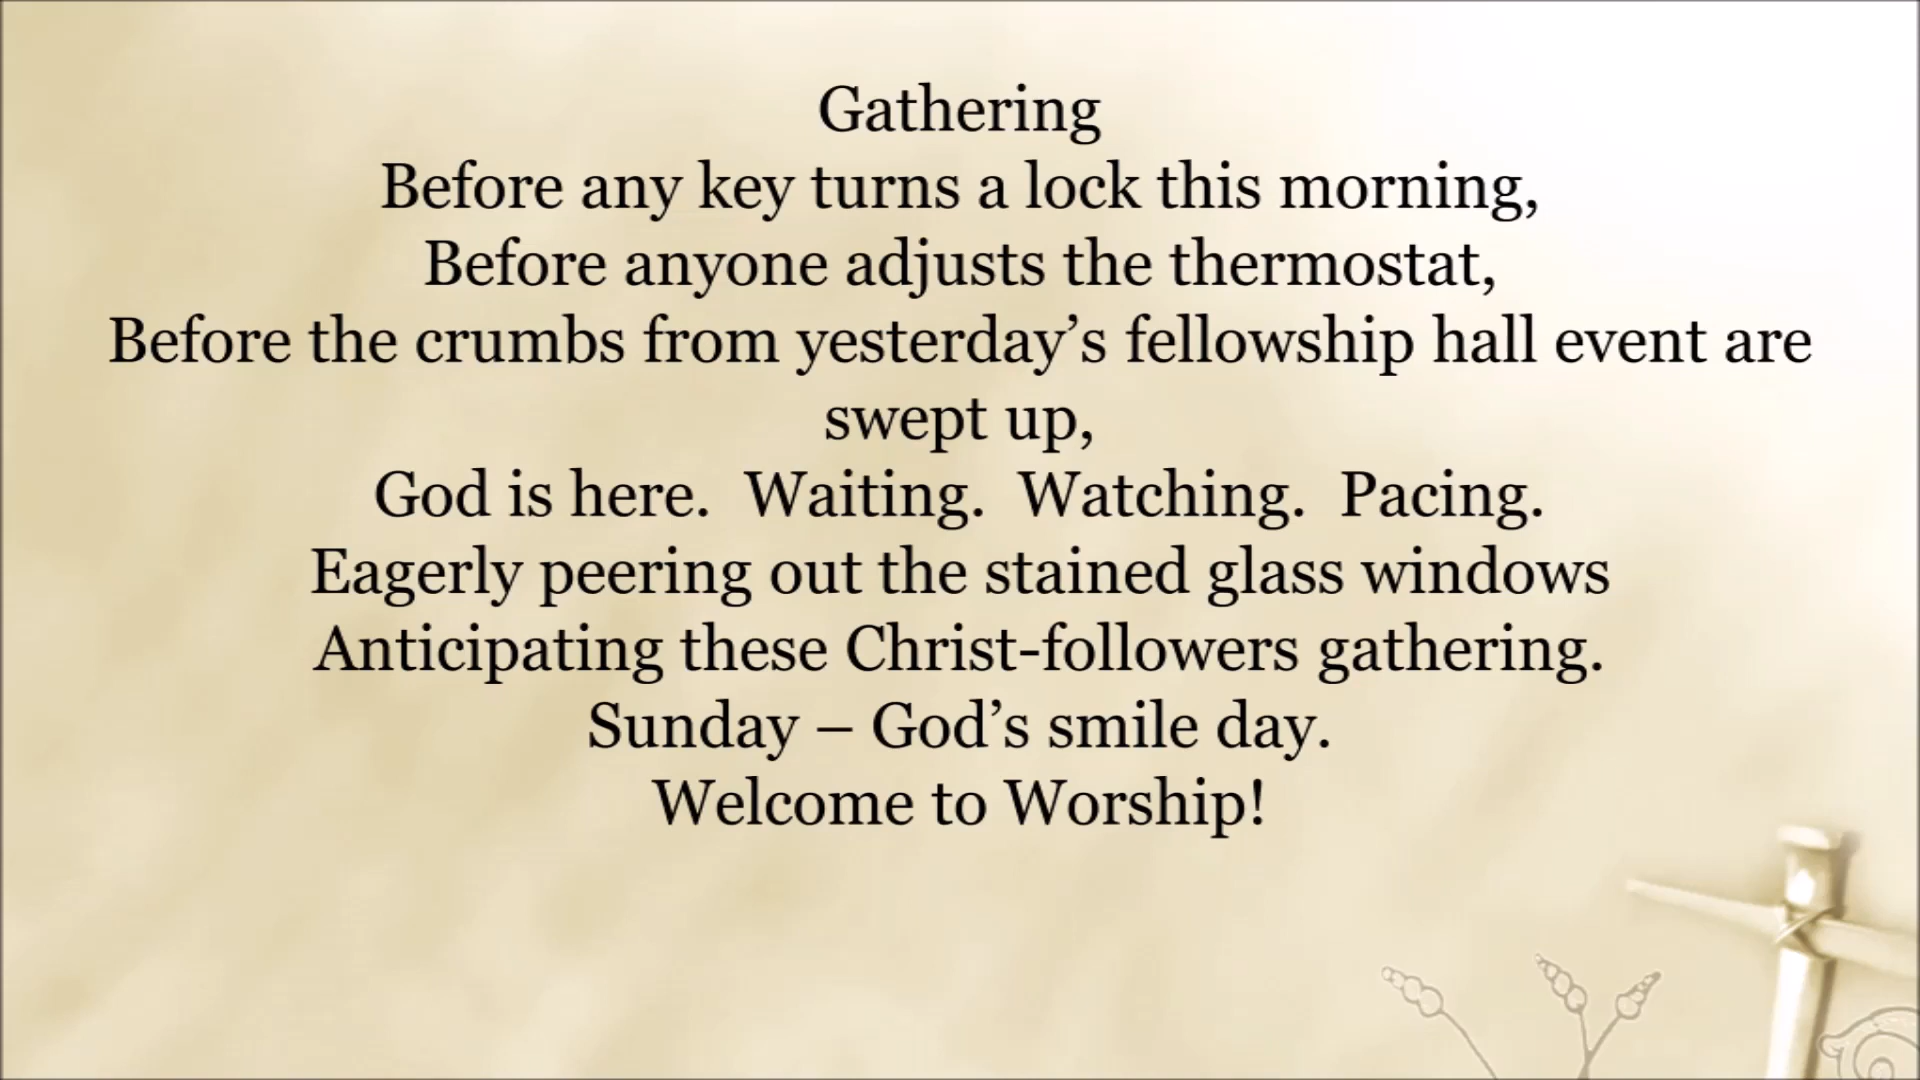 Gathering
Before any key turns a lock this morning,
Before anyone adjusts the thermostat,
Before the crumbs from yesterday’s fellowship hall event are
swept up,
God is here.  Waiting.  Watching.  Pacing.
Eagerly peering out the stained glass windows
Anticipating these Christ-followers gathering.
Sunday – God’s smile day.
Welcome to Worship!